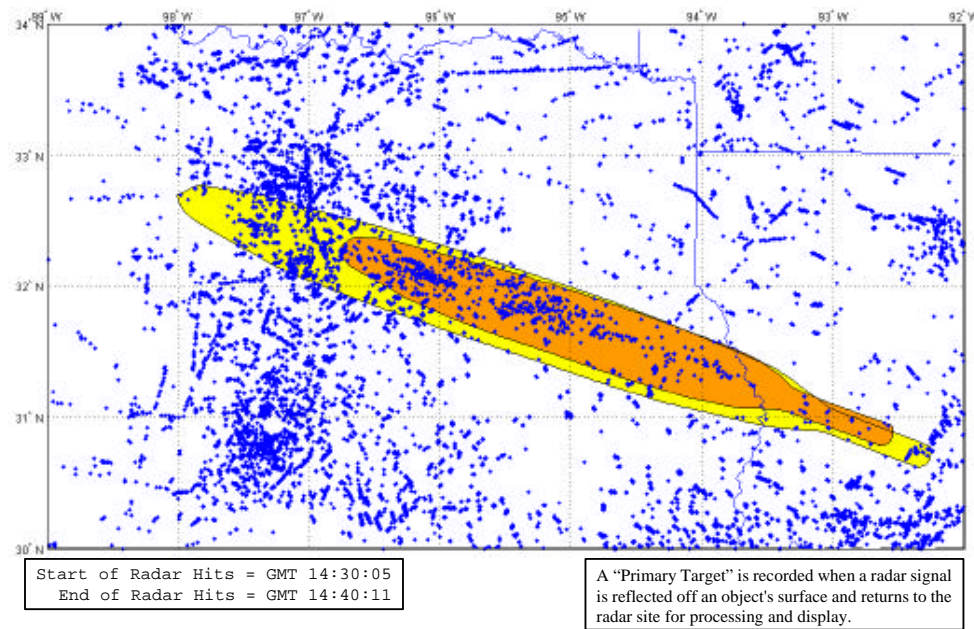 99°W 98°W 97°W 96°W 95°W 94°W 93°W 92°W
34° N
33° N
32° N
31° N
30° N
Start of Radar Hits = GMT 14:30:05
End of Radar Hits = GMT 14:40:11
A “Primary Target” is recorded when a radar signal
is reflected off an object's surface and returns to the
radar site for processing and display.